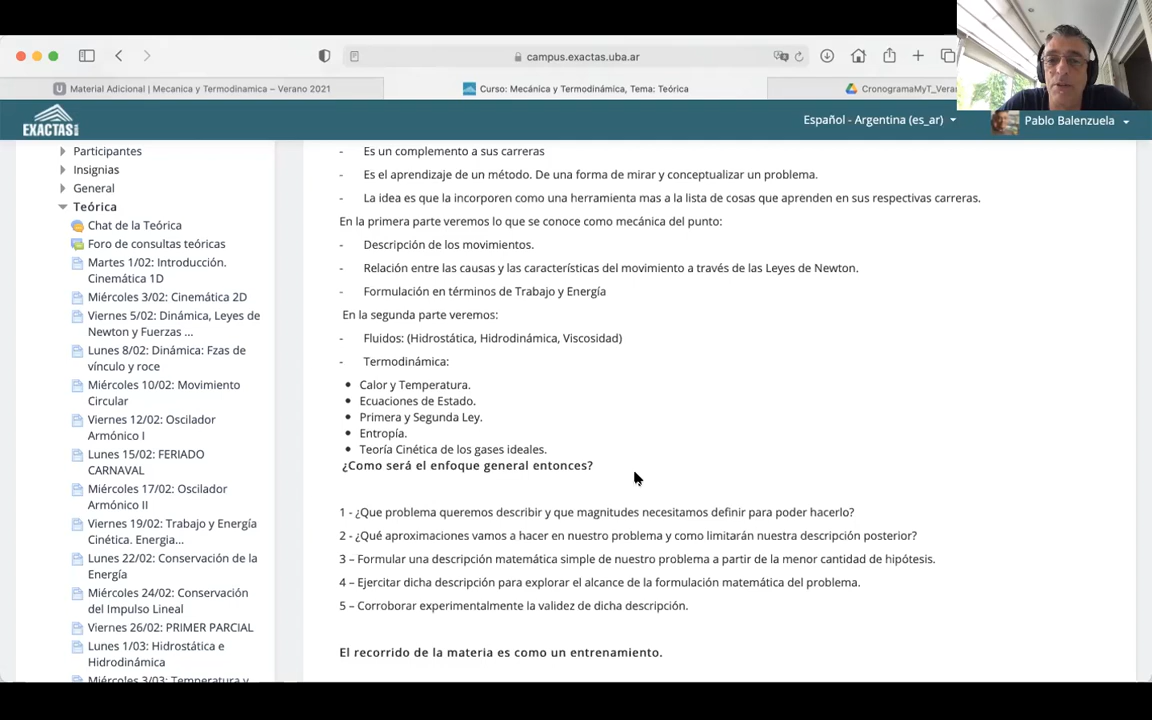 campus.exactas.uba.ar
Material Adicional | Mecanica y Termodinamica – Verano 2021
Curso: Mecánica y Termodinámica, Tema: Teórica
CronogramaMyT_Vera
EXACTAS
Español - Argentina (es_ar)
Pablo Balenzuela
Participantes
Insignias
General
Teórica
Chat de la Teórica
Foro de consultas teóricas
Martes 1/02: Introducción.
Cinemática 1D
Miércoles 3/02: Cinemática 2D
Viernes 5/02: Dinámica, Leyes de
Newton y Fuerzas ...
Lunes 8/02: Dinámica: Fzas de
vínculo y roce
Miércoles 10/02: Movimiento
Circular
Viernes 12/02: Oscilador
Armónico I
Lunes 15/02: FERIADO
CARNAVAL
Miércoles 17/02: Oscilador
Armónico II
Viernes 19/02: Trabajo y Energía
Cinética. Energia...
Lunes 22/02: Conservación de la
Energía
Miércoles 24/02: Conservación
del Impulso Lineal
Viernes 26/02: PRIMER PARCIAL
Lunes 1/03: Hidrostática e
Hidrodinámica
Miércoles 3/03: Temperatura y
- Es un complemento a sus carreras
- Es el aprendizaje de un método. De una forma de mirar y conceptualizar un problema.
- La idea es que la incorporen como una herramienta mas a la lista de cosas que aprenden en sus respectivas carreras.
En la primera parte veremos lo que se conoce como mecánica del punto:
- Descripción de los movimientos.
- Relación entre las causas y las características del movimiento a través de las Leyes de Newton.
- Formulación en términos de Trabajo y Energía
En la segunda parte veremos:
- Fluidos: (Hidrostática, Hidrodinámica, Viscosidad)
- Termodinámica:
• Calor y Temperatura.
• Ecuaciones de Estado.
• Primera y Segunda Ley.
• Entropía.
• Teoría Cinética de los gases ideales.
¿Como será el enfoque general entonces?
1 - ¿Que problema queremos describir y que magnitudes necesitamos definir para poder hacerlo?
2 - ¿Qué aproximaciones vamos a hacer en nuestro problema y como limitarán nuestra descripción posterior?
3 – Formular una descripción matemática simple de nuestro problema a partir de la menor cantidad de hipótesis.
4 – Ejercitar dicha descripción para explorar el alcance de la formulación matemática del problema.
5 – Corroborar experimentalmente la validez de dicha descripción.
El recorrido de la materia es como un entrenamiento.